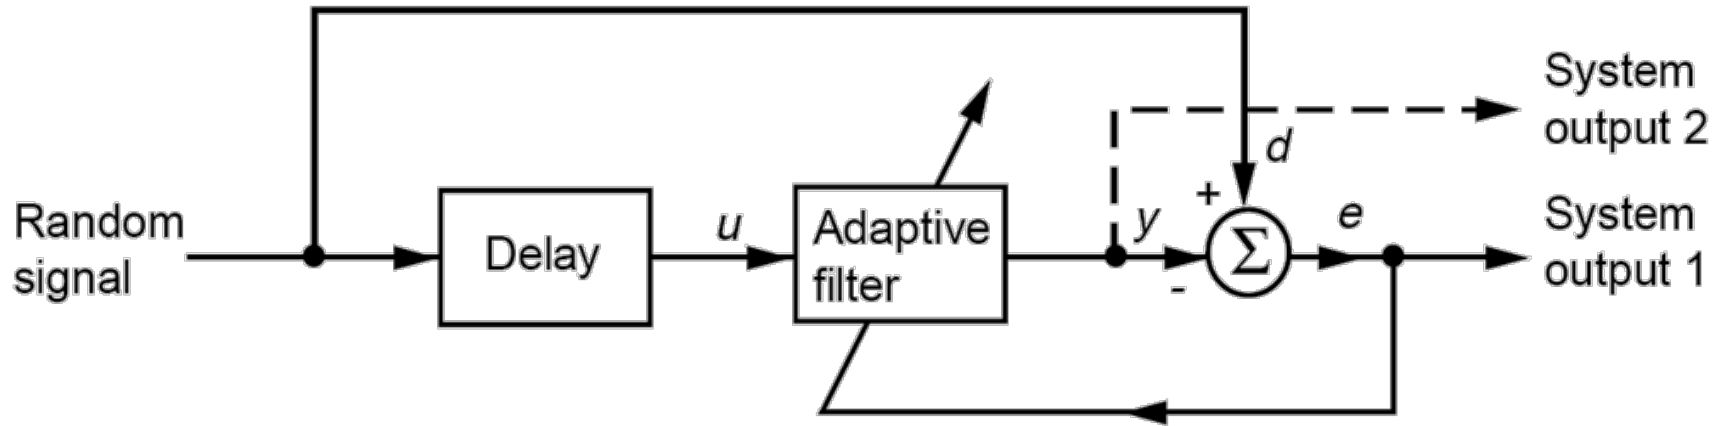 Random
signal
Delay
u
Adaptive
filter
y
+
-
d
Σ
e
System
output 2
System
output 1